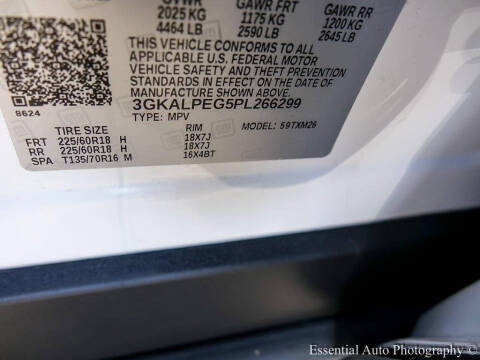 GVWR GAWR FRT GAWR RR
2025 KG 1175 KG 1200 KG
4464 LB 2590 LB 2645 LB
THIS VEHICLE CONFORMS TO ALL
APPLICABLE U.S. FEDERAL MOTOR
VEHICLE SAFETY AND THEFT PREVENTION
STANDARDS IN EFFECT ON THE DATE OF
MANUFACTURE SHOWN ABOVE.
3GKALPEG5PL266299
8624
TYPE: MPV MODEL: 59TXM26
TIRE SIZE RIM
FRT 225/60R18 H 18X7J
RR 225/60R18 H 18X7J
SPA T135/70R16 M 16X4BT
Essential Auto Photography ©